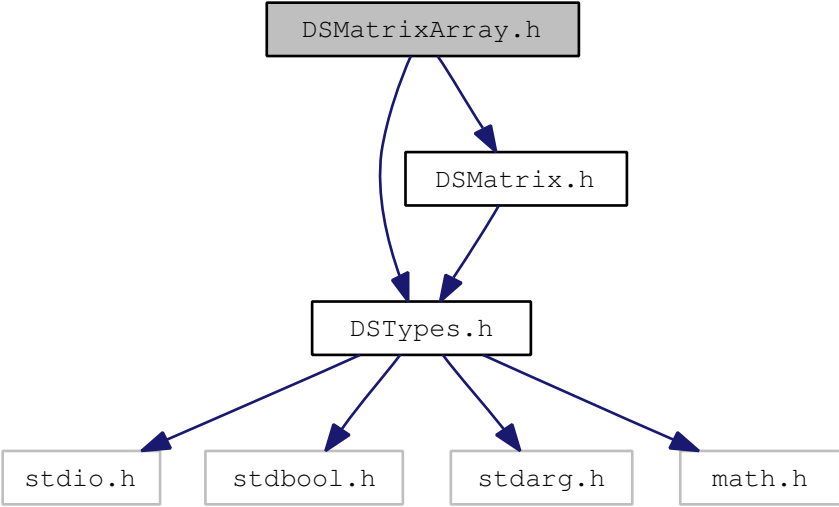 DSMatrixArray.h
DSMatrix.h
DSTypes.h
stdio.h
stdbool.h
stdarg.h
math.h